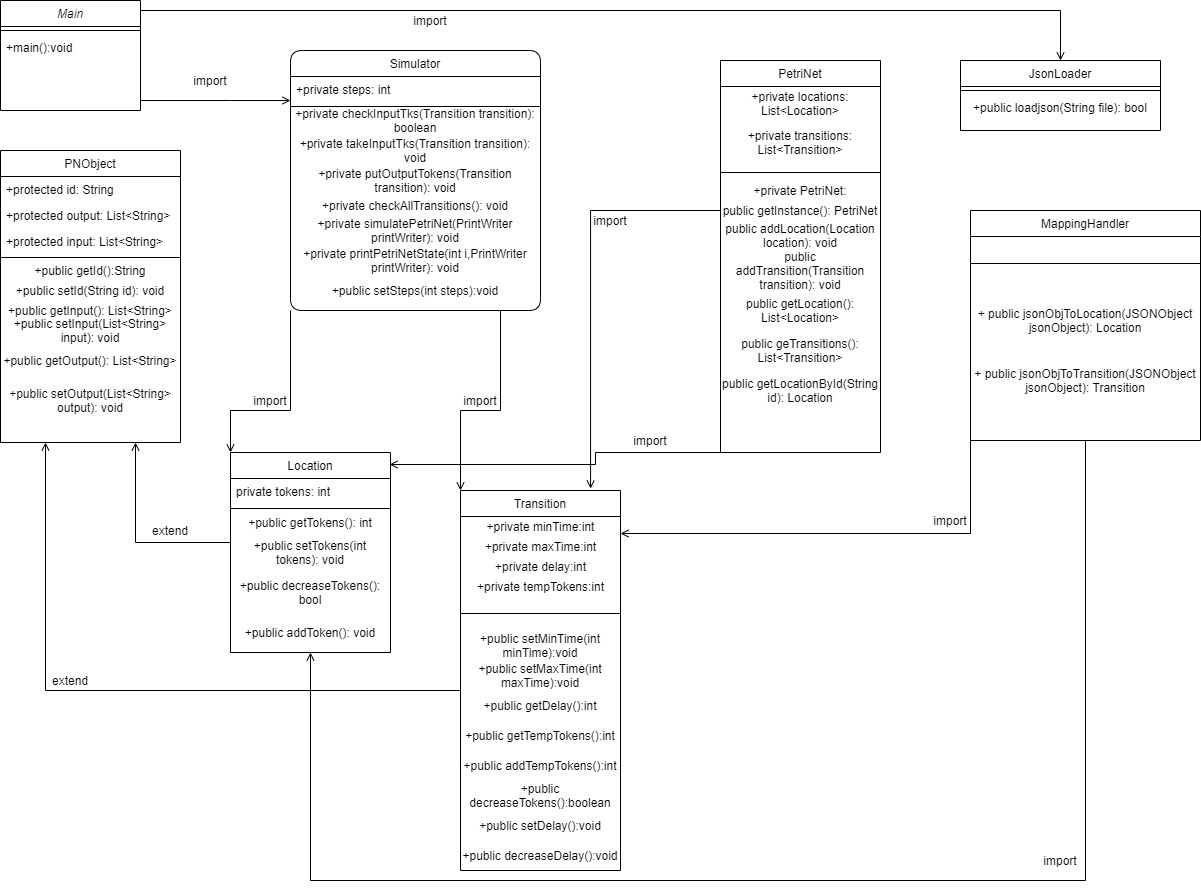 Main
+main():void
import
import
Simulator
+private steps: int
+private checkInputTks(Transition transition):
boolean
+private takeInputTks(Transition transition):
void
+private putOutputTokens(Transition
transition): void
+private checkAllTransitions(): void
+private simulatePetriNet(PrintWriter
printWriter): void
+private printPetriNetState(int i,PrintWriter
printWriter): void
+public setSteps(int steps):void
PetriNet
+private locations:
List<Location>
+private transitions:
List<Transition>
+private PetriNet:
public getInstance(): PetriNet
public addLocation(Location
location): void
public
addTransition(Transition
transition): void
public getLocation():
List<Location>
public geTransitions():
List<Transition>
public getLocationById(String
id): Location
JsonLoader
+public loadjson(String file): bool
PNObject
+protected id: String
+protected output: List<String>
+protected input: List<String>
+public getId():String
+public setId(String id): void
+public getInput(): List<String>
+public setInput(List<String>
input): void
+public getOutput(): List<String>
+public setOutput(List<String>
output): void
MappingHandler
+ public jsonObjToLocation(JSONObject
jsonObject): Location
+ public jsonObjToTransition(JSONObject
jsonObject): Transition
import
import
import
import
import
Location
private tokens: int
+public getTokens(): int
+public setTokens(int
tokens): void
+public decreaseTokens():
bool
+public addToken(): void
extend
extend
Transition
+private minTime:int
+private maxTime:int
+private delay:int
+private tempTokens:int
+public setMinTime(int
minTime):void
+public setMaxTime(int
maxTime):void
+public getDelay():int
+public getTempTokens():int
+public addTempTokens():int
+public
decreaseTokens():boolean
+public setDelay():void
+public decreaseDelay():void
import